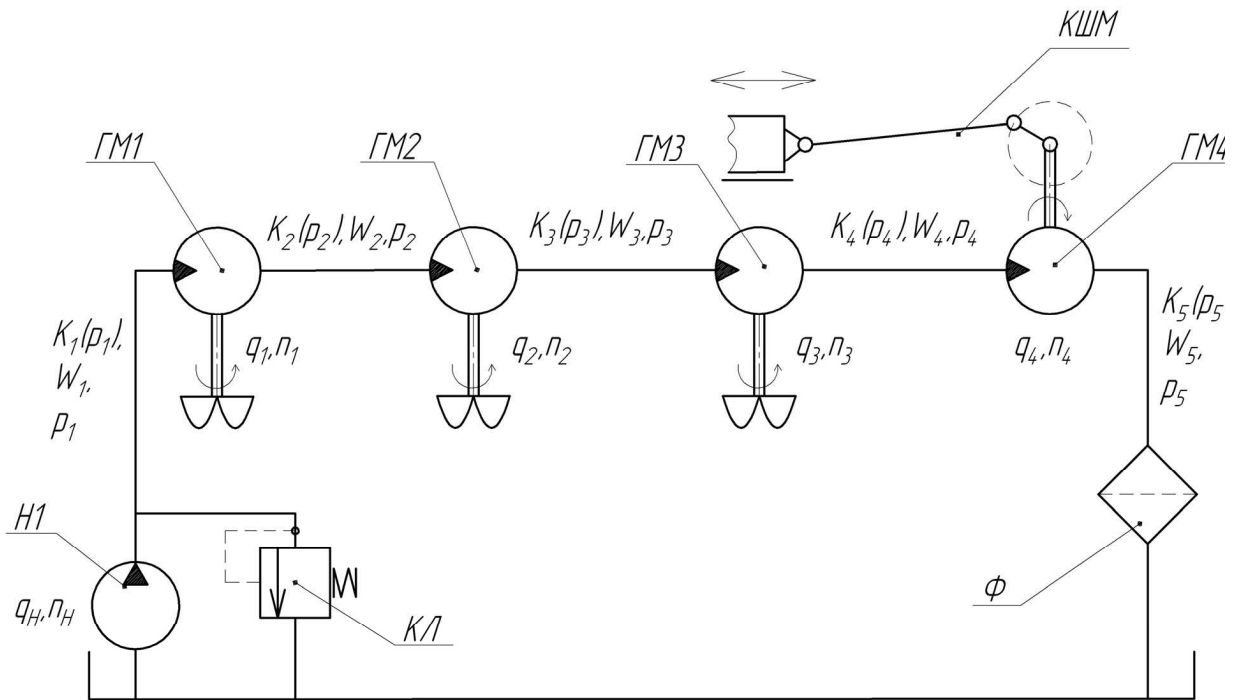 КШМ
ГМ1
ГМ2
ГМ3
ГМ4
K₂(p₂),W₂,p₂
K₃(p₃),W₃,p₃
K₄(p₄),W₄,p₄
K₁(p₁),
W₁,
p₁
q₁,n₁
q₂,n₂
q₃,n₃
q₄,n₄
K₅(p₅
W₅,
p₅
Н1
qН,nН
КЛ
Ф